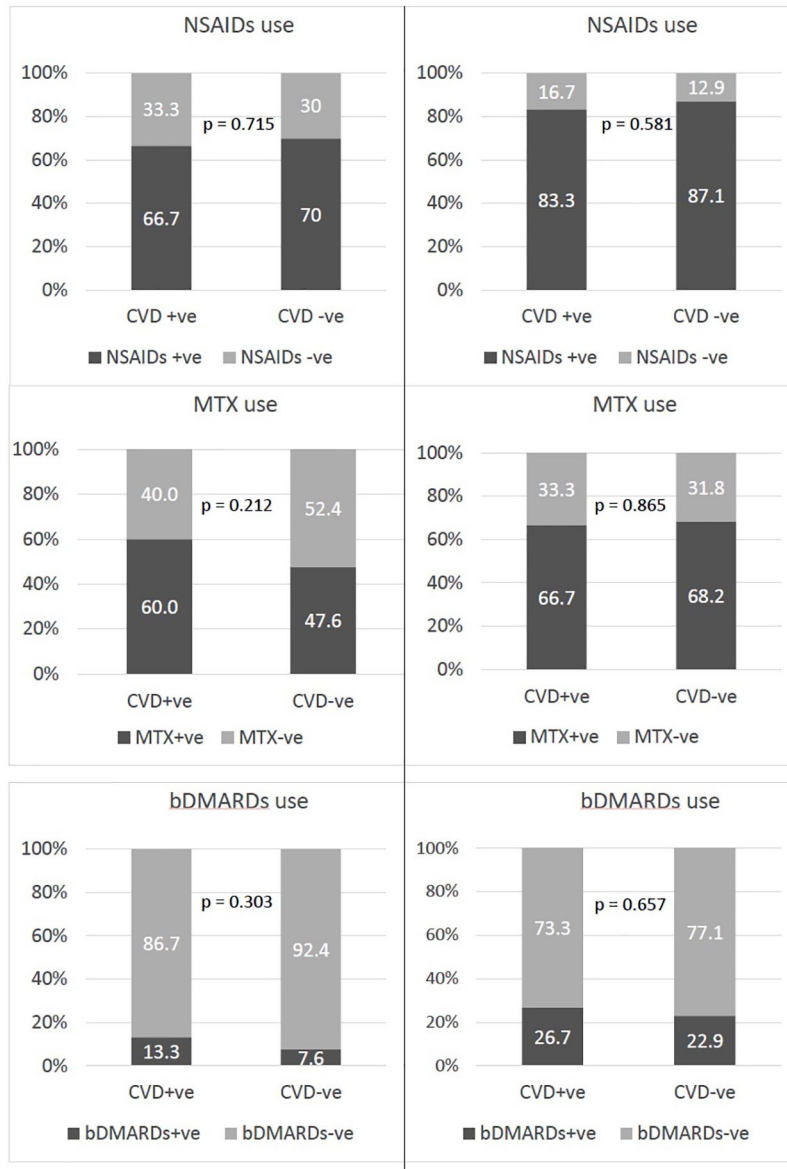 NSAIDs use
100%
80%
60%
40%
20%
0%
33.3
30
p = 0.715
66.7
70
CVD +ve
CVD -ve
NSAIDs +ve
NSAIDs -ve
NSAIDs use
100%
80%
60%
40%
20%
0%
16.7
12.9
p = 0.581
83.3
87.1
CVD +ve
CVD -ve
NSAIDs +ve
NSAIDs -ve
MTX use
100%
80%
60%
40%
20%
0%
40.0
52.4
p = 0.212
60.0
47.6
CVD+ve
CVD-ve
MTX+ve
MTX-ve
MTX use
100%
80%
60%
40%
20%
0%
33.3
31.8
p = 0.865
66.7
68.2
CVD+ve
CVD-ve
MTX+ve
MTX-ve
bDMARDs use
100%
80%
60%
40%
20%
0%
p = 0.303
86.7
92.4
13.3
7.6
CVD+ve
CVD-ve
bDMARDs+ve
bDMARDs-ve
bDMARDs use
100%
80%
60%
40%
20%
0%
73.3
77.1
p = 0.657
26.7
22.9
CVD+ve
CVD-ve
bDMARDs+ve
bDMARDs-ve